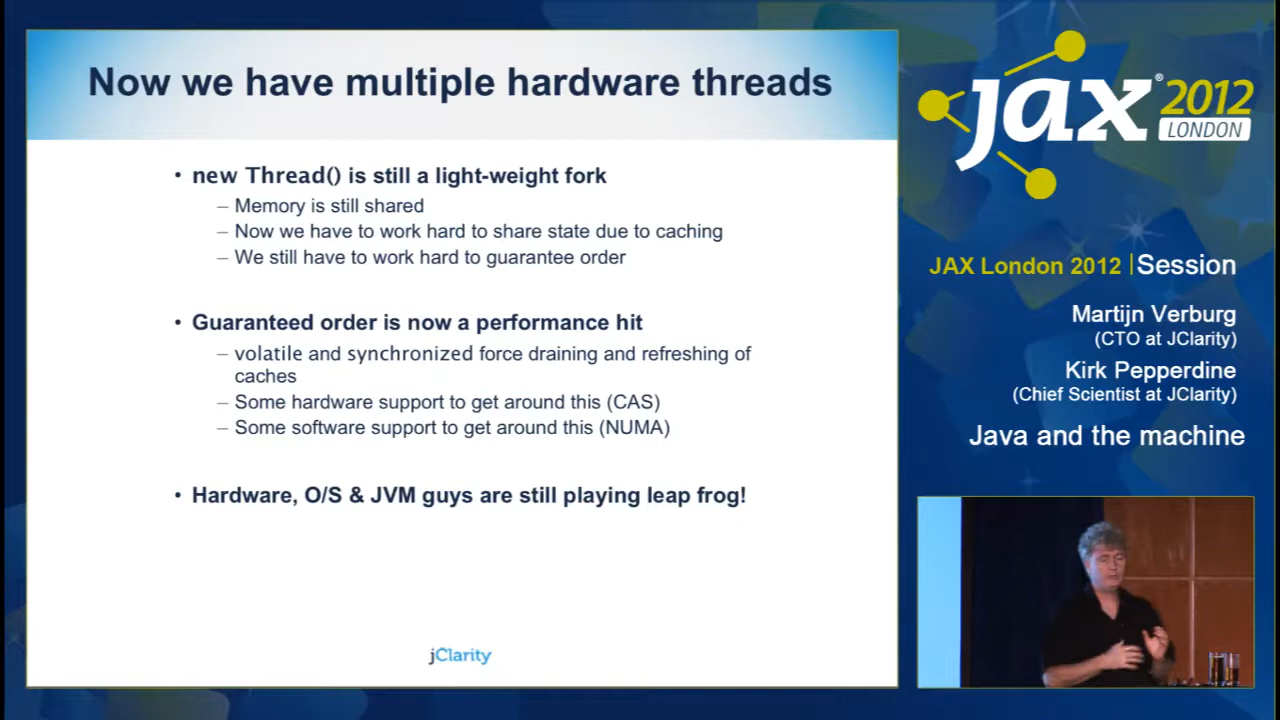 Now we have multiple hardware threads
• new Thread() is still a light-weight fork
– Memory is still shared
– Now we have to work hard to share state due to caching
– We still have to work hard to guarantee order
• Guaranteed order is now a performance hit
– volatile and synchronized force draining and refreshing of
caches
– Some hardware support to get around this (CAS)
– Some software support to get around this (NUMA)
• Hardware, O/S & JVM guys are still playing leap frog!
jClarity
jax® 2012
LONDON
JAX London 2012 | Session
Martijn Verburg
(CTO at JClarity)
Kirk Pepperdine
(Chief Scientist at JClarity)
Java and the machine